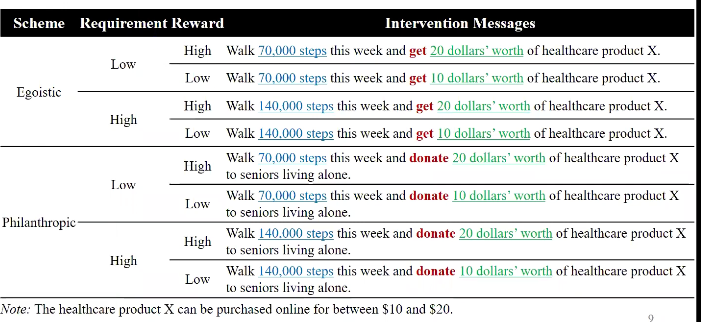 Scheme Requirement Reward Intervention Messages
Egoistic
Low
High Walk 70,000 steps this week and get 20 dollars' worth of healthcare product X.
Low Walk 70,000 steps this week and get 10 dollars' worth of healthcare product X.
High
High Walk 140,000 steps this week and get 20 dollars' worth of healthcare product X.
Low Walk 140,000 steps this week and get 10 dollars' worth of healthcare product X.
Philanthropic
Low
High Walk 70,000 steps this week and donate 20 dollars' worth of healthcare product X
to seniors living alone.
Low Walk 70,000 steps this week and donate 10 dollars' worth of healthcare product X
to seniors living alone.
High
High Walk 140,000 steps this week and donate 20 dollars' worth of healthcare product X
to seniors living alone.
Low Walk 140,000 steps this week and donate 10 dollars' worth of healthcare product X
to seniors living alone.
Note: The healthcare product X can be purchased online for between $10 and $20.
9